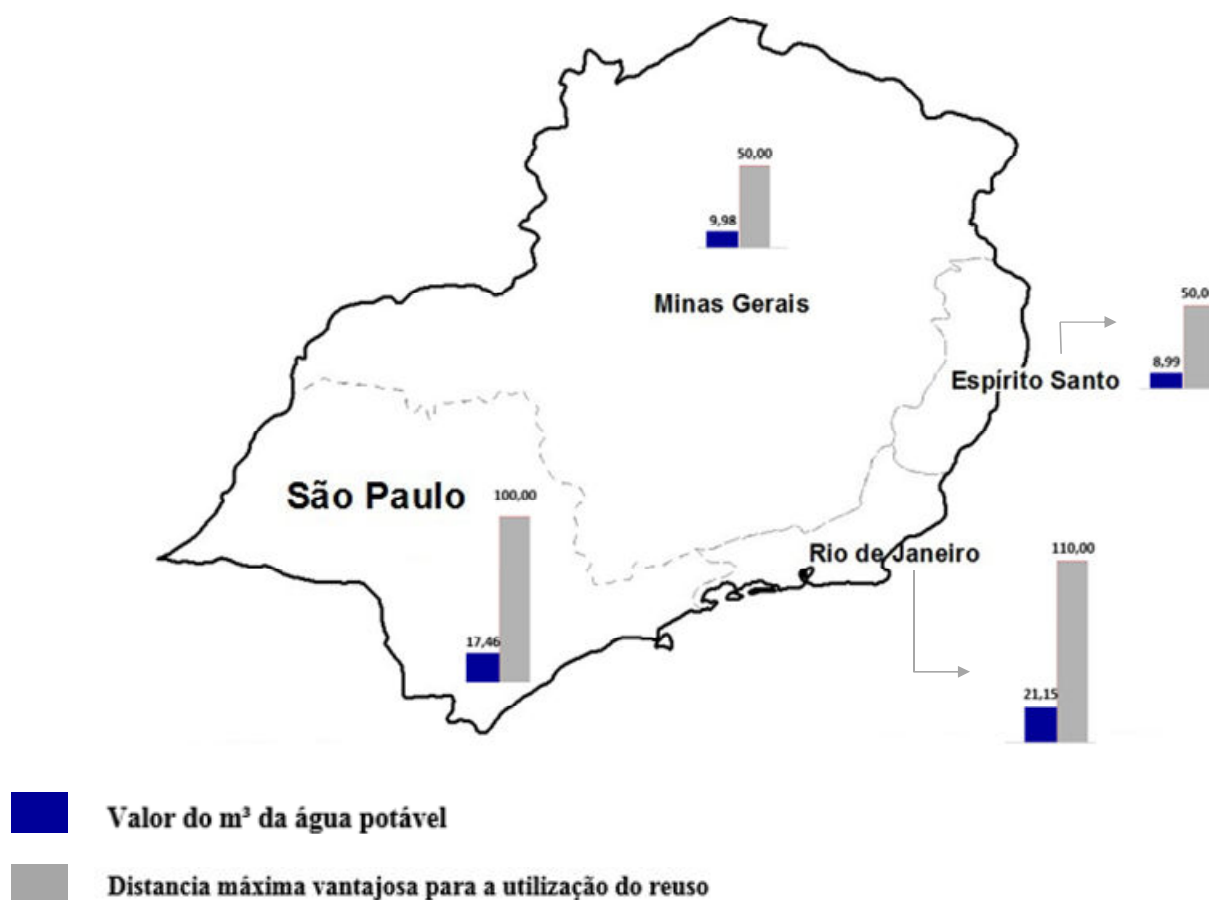 50,00
9,98
Minas Gerais
50,0
8,99
Espírito Santo
São Paulo
100,00
17,46
Rio de Janeiro
110,00
21,15
Valor do m³ da água potável
Distancia máxima vantajosa para a utilização do reuso